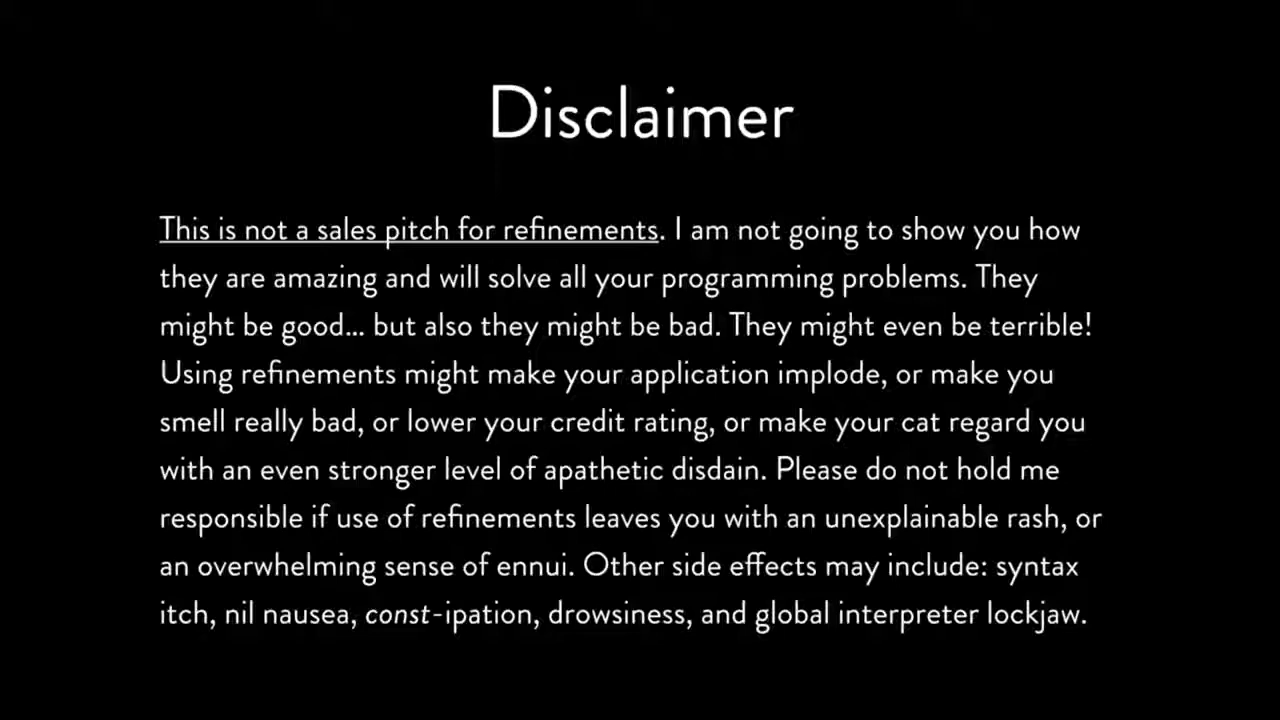 Disclaimer
This is not a sales pitch for refinements. I am not going to show you how
they are amazing and will solve all your programming problems. They
might be good... but also they might be bad. They might even be terrible!
Using refinements might make your application implode, or make you
smell really bad, or lower your credit rating, or make your cat regard you
with an even stronger level of apathetic disdain. Please do not hold me
responsible if use of refinements leaves you with an unexplainable rash, or
an overwhelming sense of ennui. Other side effects may include: syntax
itch, nil nausea, const-ipation, drowsiness, and global interpreter lockjaw.